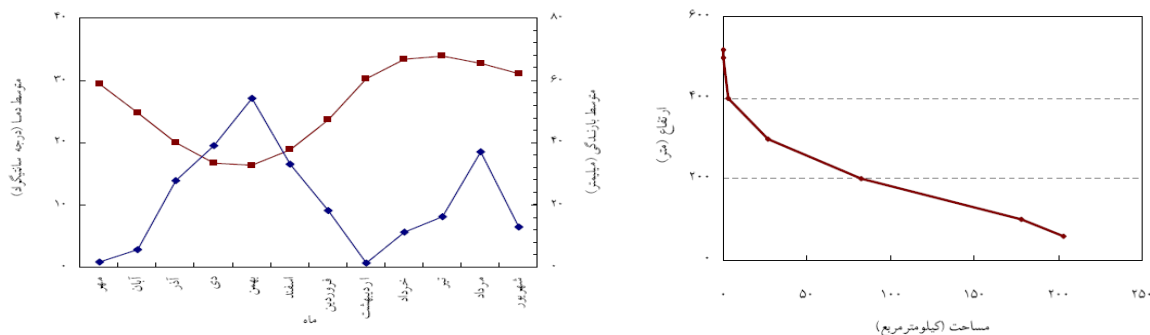 متوسط دما (درجه سانتیگراد)
۴۰
۳۰
۲۰
۱۰
۰
متوسط بارندگی (میلیمتر)
۸۰
۶۰
۴۰
۲۰
۰
مهر
آبان
آذر
دی
بهمن
اسفند
فروردین
اردیبهشت
خرداد
تیر
مرداد
شهریور
ماه
ارتفاع (متر)
۶۰۰
۴۰۰
۲۰۰
۰
۰
۵۰
۱۰۰
۱۵۰
۲۰۰
۲۵۰
مساحت (کیلومترمربع)